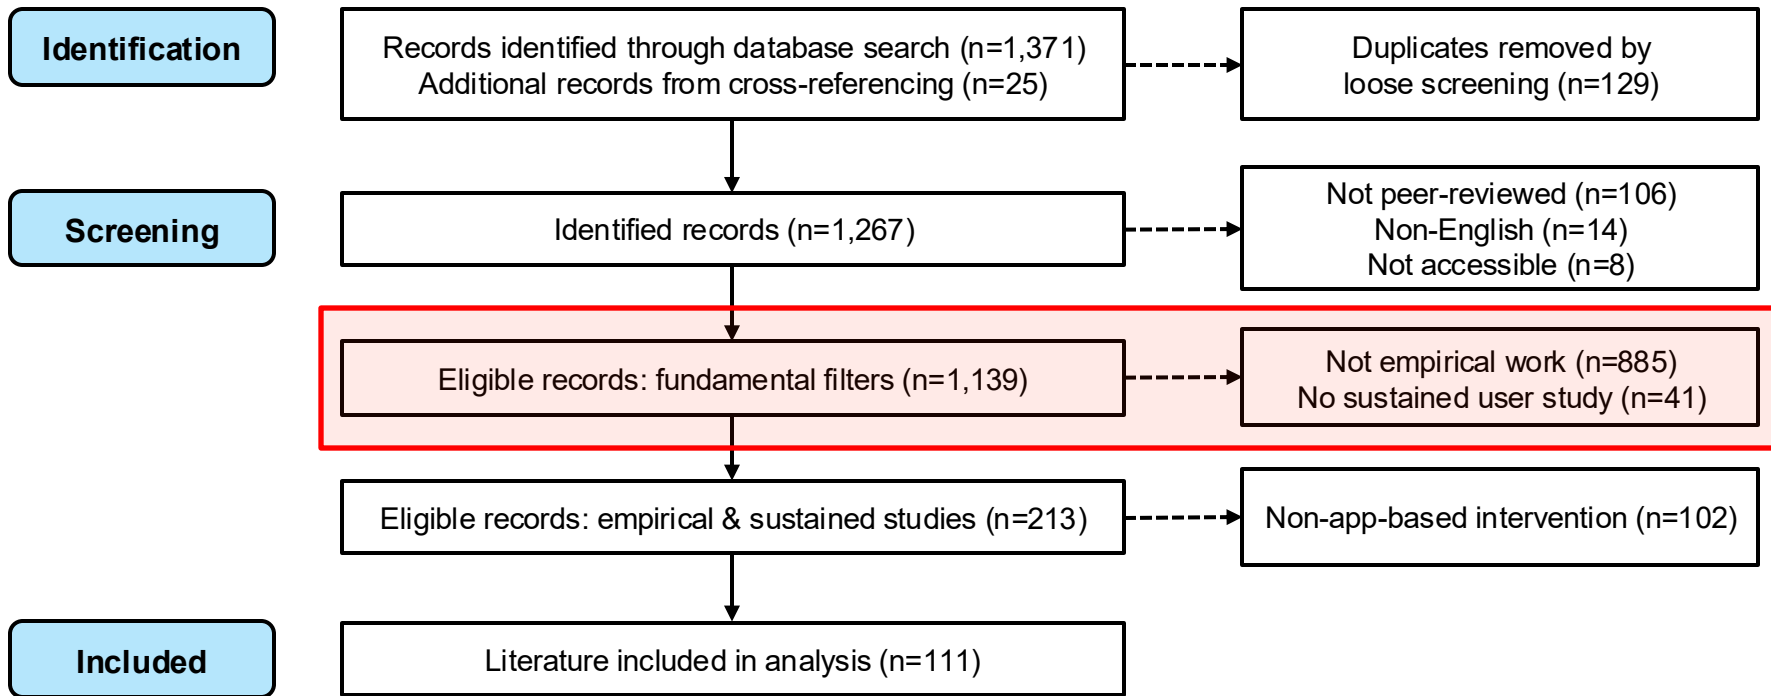 Identification
Records identified through database search (n=1,371)
Additional records from cross-referencing (n=25)
Duplicates removed by
loose screening (n=129)
Screening
Identified records (n=1,267)
Not peer-reviewed (n=106)
Non-English (n=14)
Not accessible (n=8)
Eligible records: fundamental filters (n=1,139)
Not empirical work (n=885)
No sustained user study (n=41)
Eligible records: empirical & sustained studies (n=213)
Non-app-based intervention (n=102)
Included
Literature included in analysis (n=111)